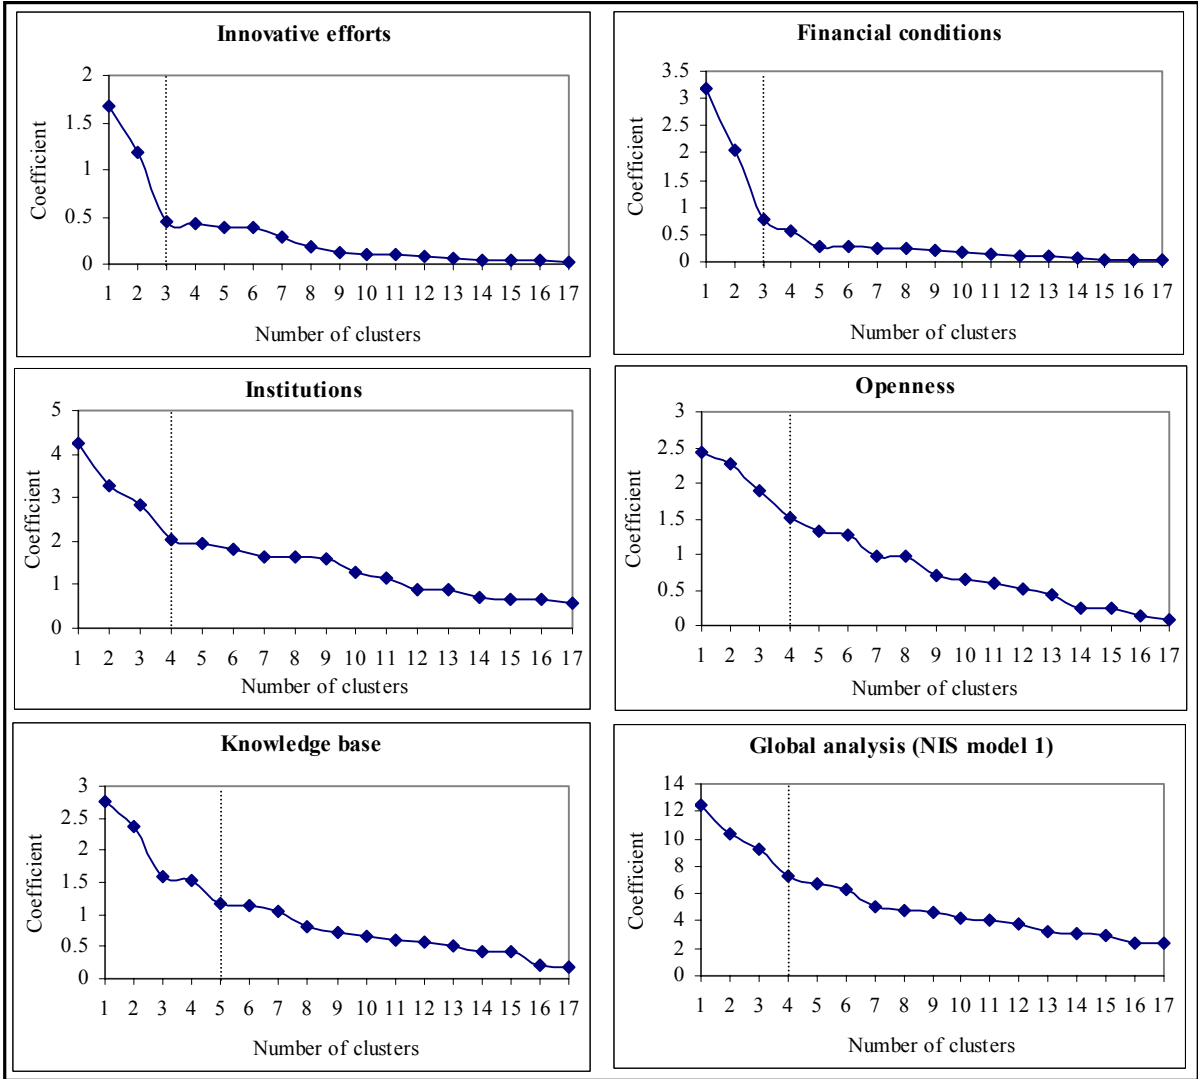 Innovative efforts
Coefficient
2
1.5
1
0.5
0
1 2 3 4 5 6 7 8 9 10 11 12 13 14 15 16 17
Number of clusters
Financial conditions
Coefficient
3.5
3
2.5
2
1.5
1
0.5
0
1 2 3 4 5 6 7 8 9 10 11 12 13 14 15 16 17
Number of clusters
Institutions
Coefficient
5
4
3
2
1
0
1 2 3 4 5 6 7 8 9 10 11 12 13 14 15 16 17
Number of clusters
Openness
Coefficient
3
2.5
2
1.5
1
0.5
0
1 2 3 4 5 6 7 8 9 10 11 12 13 14 15 16 17
Number of clusters
Knowledge base
Coefficient
3
2.5
2
1.5
1
0.5
0
1 2 3 4 5 6 7 8 9 10 11 12 13 14 15 16 17
Number of clusters
Global analysis (NIS model 1)
Coefficient
14
12
10
8
6
4
2
0
1 2 3 4 5 6 7 8 9 10 11 12 13 14 15 16 17
Number of clusters